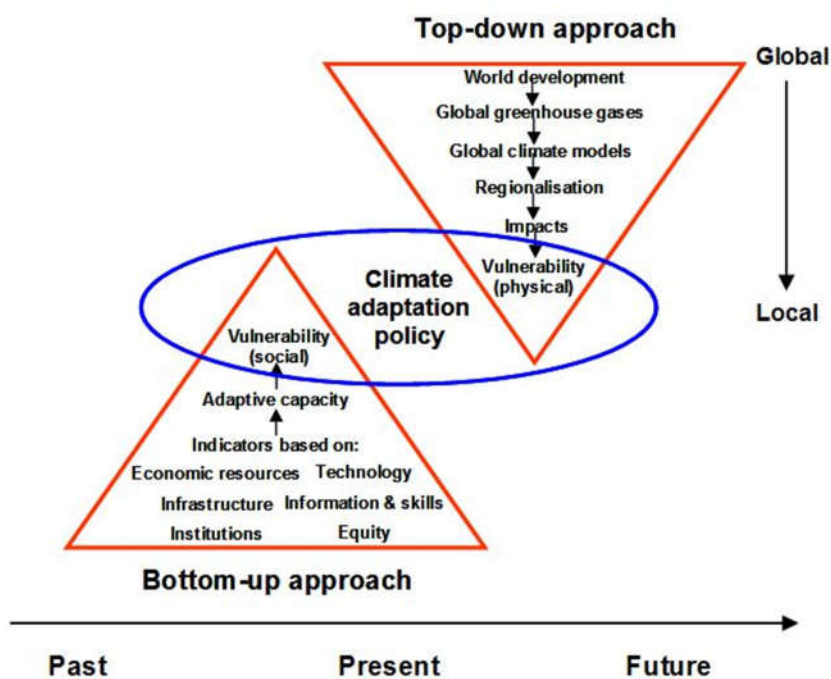 Top-down approach
Global
World development
Global greenhouse gases
Global climate models
Regionalisation
Impacts
Vulnerability
(physical)
Local
Climate
adaptation
policy
Vulnerability
(social)
Adaptive capacity
Indicators based on:
Economic resources Technology
Infrastructure Information & skills
Institutions Equity
Bottom-up approach
Past Present Future